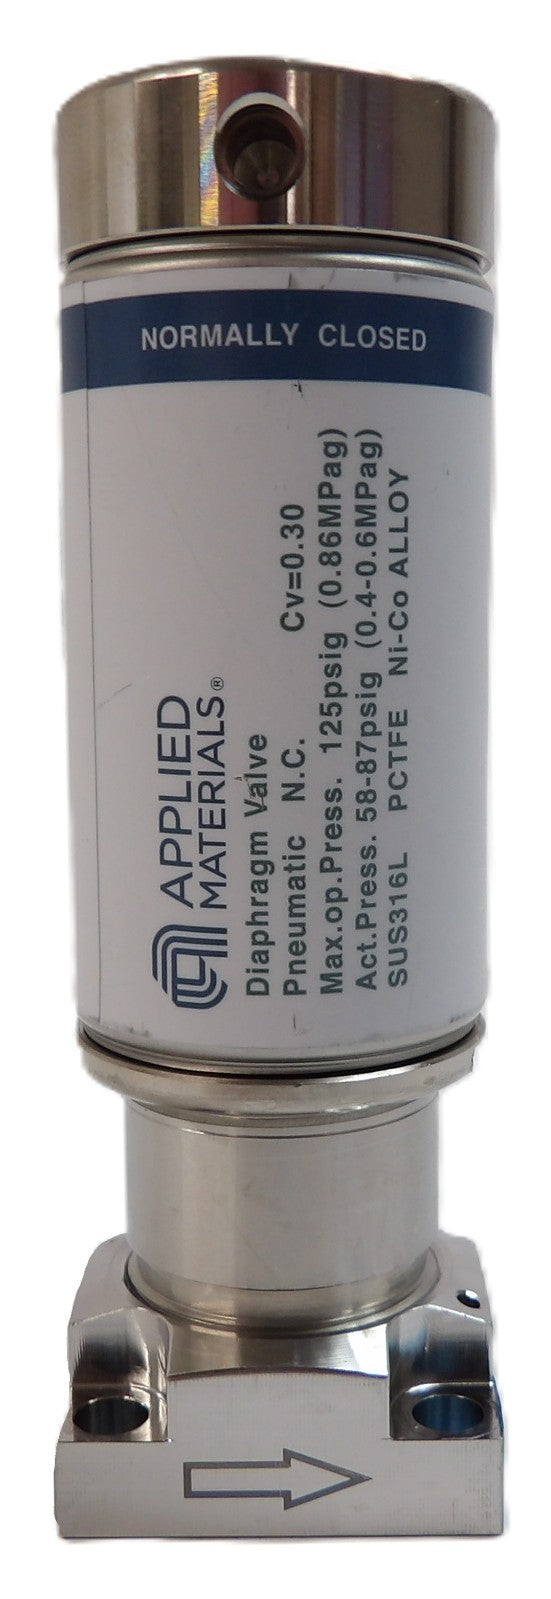 NORMALLY CLOSED
APPLIED
MATERIALS®
Diaphragm Valve
Pneumatic N.C. Cv=0.30
Max.op.Press. 125psig (0.86MPag)
Act.Press. 58-87psig (0.4-0.6MPag)
SUS316L PCTFE Ni-Co ALLOY